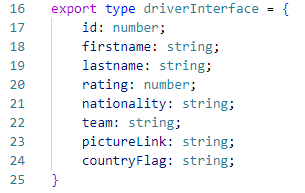 16 export type driverInterface = {
17     id: number;
18     firstname: string;
19     lastname: string;
20     rating: number;
21     nationality: string;
22     team: string;
23     pictureLink: string;
24     countryFlag: string;
25 }